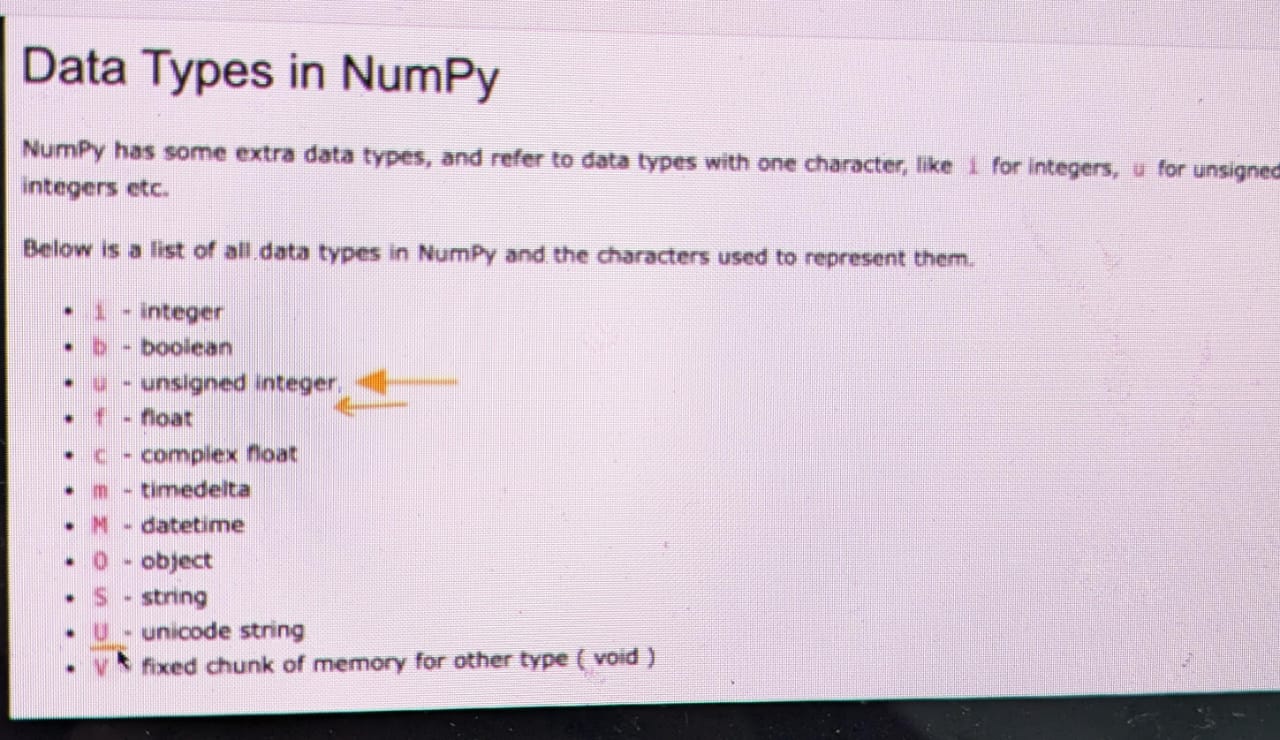 Data Types in NumPy
NumPy has some extra data types, and refer to data types with one character, like i for integers, u for unsigned
integers etc.
Below is a list of all data types in NumPy and the characters used to represent them.
• i - integer
• b - boolean
• u - unsigned integer
• f - float
• c - complex float
• m - timedelta
• M - datetime
• O - object
• S - string
• U - unicode string
• V fixed chunk of memory for other type ( void )